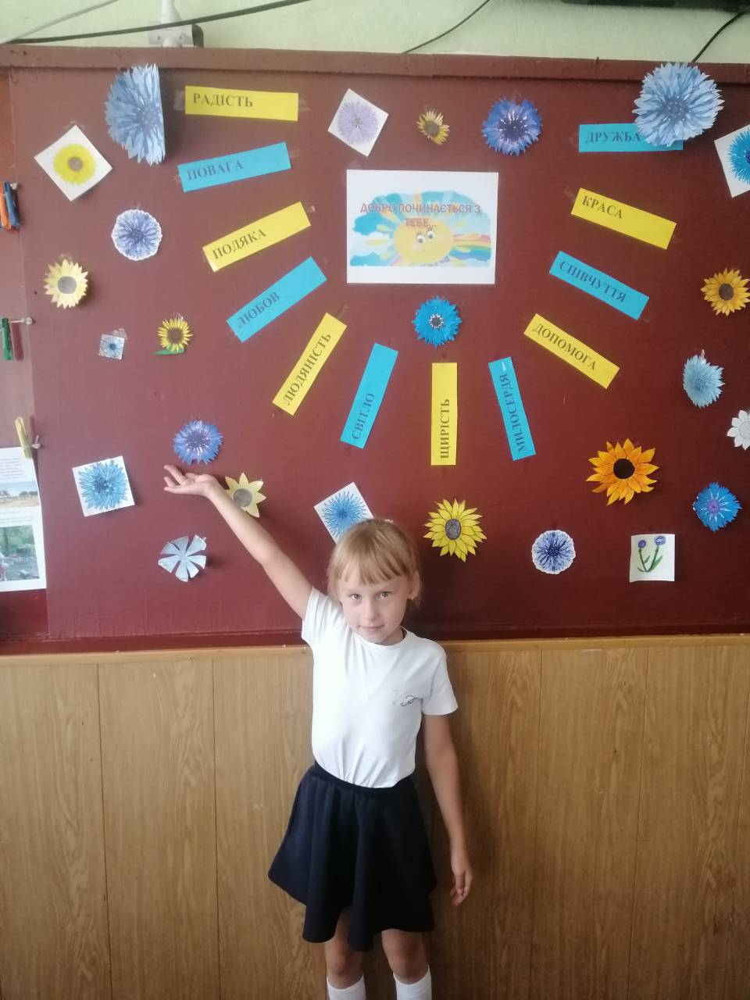 РАДІСТЬ
ПОВАГА
ПОДЯКА
ЛЮБОВ
ЛЮДЯНІСТЬ
СВІТЛО
ЩИРІСТЬ
МИЛОСЕРДЯ
ДОПОМОГА
СПІВЧУТТЯ
КРАСА
ДРУЖБА
ДОБРО ПОЧИНАЄТЬСЯ З
ТЕБЕ...